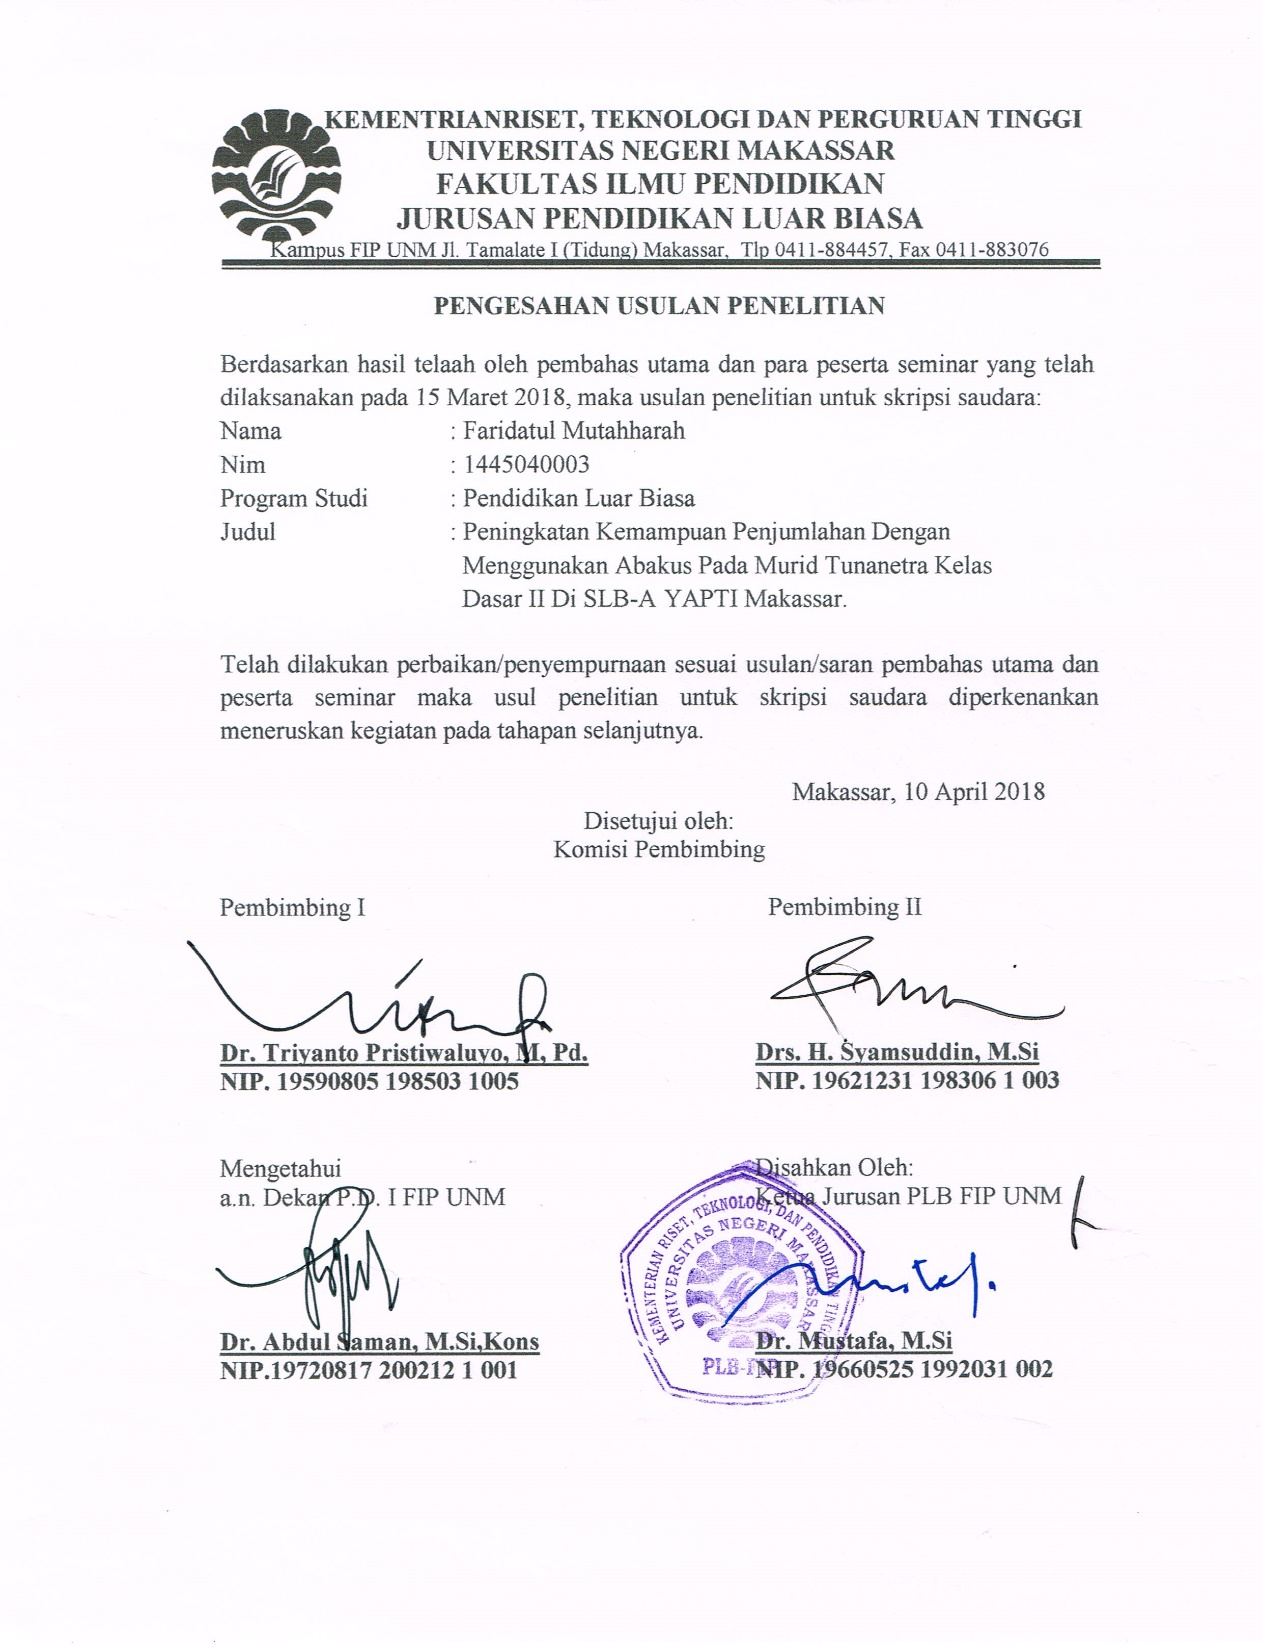 KEMENTRIANRISET, TEKNOLOGI DAN PERGURUAN TINGGI
UNIVERSITAS NEGERI MAKASSAR
FAKULTAS ILMU PENDIDIKAN
JURUSAN PENDIDIKAN LUAR BIASA
Kampus FIP UNM Jl. Tamalate I (Tidung) Makassar,  Tlp 0411-884457, Fax 0411-883076
PENGESAHAN USULAN PENELITIAN
Berdasarkan hasil telaah oleh pembahas utama dan para peserta seminar yang telah
dilaksanakan pada 15 Maret 2018, maka usulan penelitian untuk skripsi saudara:
Nama : Faridatul Mutahharah
Nim : 1445040003
Program Studi : Pendidikan Luar Biasa
Judul : Peningkatan Kemampuan Penjumlahan Dengan
Menggunakan Abakus Pada Murid Tunanetra Kelas
Dasar II Di SLB-A YAPTI Makassar.
Telah dilakukan perbaikan/penyempurnaan sesuai usulan/saran pembahas utama dan
peserta seminar maka usul penelitian untuk skripsi saudara diperkenankan
meneruskan kegiatan pada tahapan selanjutnya.
Makassar, 10 April 2018
Disetujui oleh:
Komisi Pembimbing
Pembimbing I Pembimbing II
Dr. Triyanto Pristiwaluyo, M, Pd. Drs. H. Syamsuddin, M.Si
NIP. 19590805 198503 1005 NIP. 19621231 198306 1 003
Mengetahui Disahkan Oleh:
a.n. Dekan P.D. I FIP UNM Ketua Jurusan PLB FIP UNM
KEMENTERIAN RISET, TEKNOLOGI, DAN PENDIDIKAN TINGGI
UNIVERSITAS NEGERI MAKASSAR
PLB-FIP
Dr. Abdul Saman, M.Si,Kons Dr. Mustafa, M.Si
NIP.19720817 200212 1 001 NIP. 19660525 1992031 002